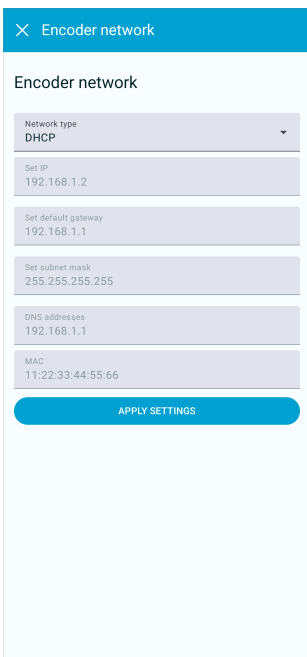 Encoder network
Encoder network
Network type
DHCP
Set IP
192.168.1.2
Set default gateway
192.168.1.1
Set subnet mask
255.255.255.255
DNS addresses
192.168.1.1
MAC
11:22:33:44:55:66
APPLY SETTINGS